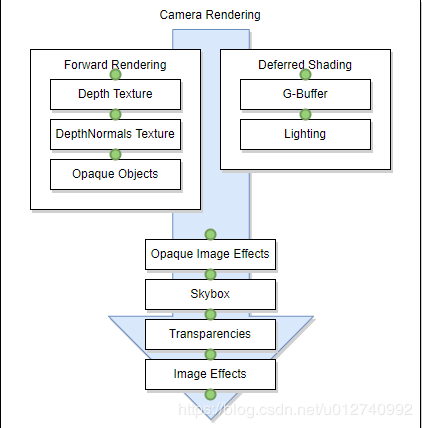 Camera Rendering
Forward Rendering
Depth Texture
DepthNormals Texture
Opaque Objects
Deferred Shading
G-Buffer
Lighting
Opaque Image Effects
Skybox
Transparencies
Image Effects
https://blog.csdn.net/u012740992